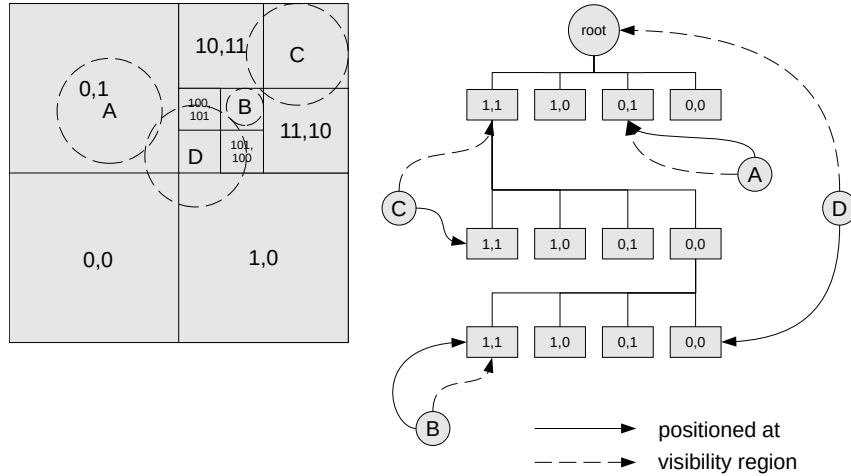 10,11
C
0,1
A
100,
101
B
11,10
D
101,
100
0,0
1,0
root
1,1
1,0
0,1
0,0
A
C
D
1,1
1,0
0,1
0,0
1,1
1,0
0,1
0,0
B
positioned at
visibility region